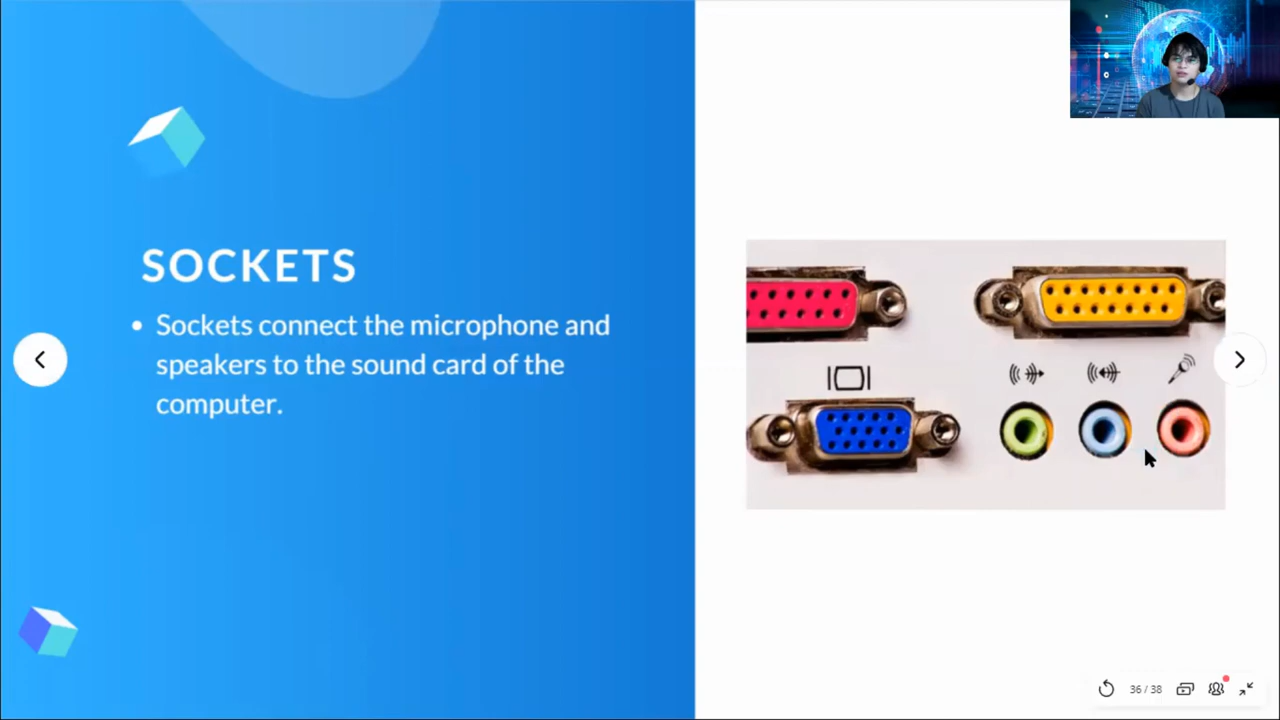 SOCKETS
• Sockets connect the microphone and
speakers to the sound card of the
computer.
36 / 38